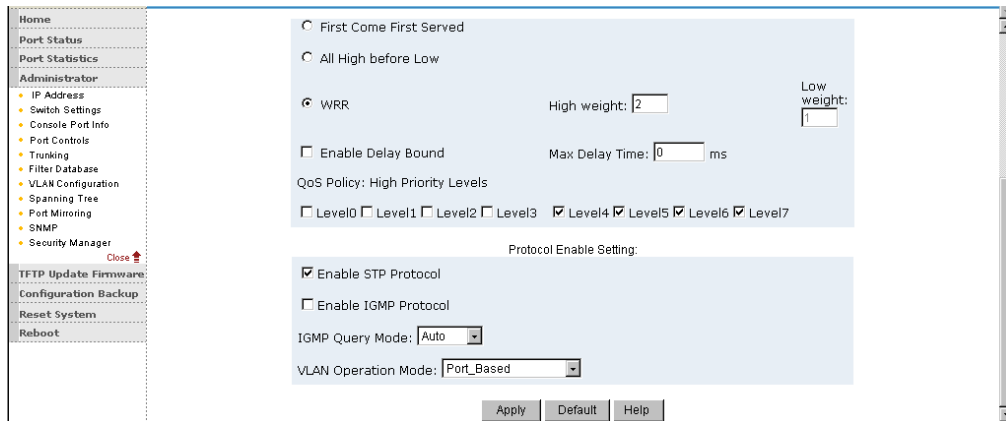 Home
Port Status
Port Statistics
Administrator
IP Address
Switch Settings
Console Port Info
Port Controls
Trunking
Filter Database
VLAN Configuration
Spanning Tree
Port Mirroring
SNMP
Security Manager
Close
TFTP Update Firmware
Configuration Backup
Reset System
Reboot
First Come First Served
All High before Low
WRR High weight: 2 Low weight: 1
Enable Delay Bound Max Delay Time: 0 ms
QoS Policy: High Priority Levels
Level0 Level1 Level2 Level3 Level4 Level5 Level6 Level7
Protocol Enable Setting:
Enable STP Protocol
Enable IGMP Protocol
IGMP Query Mode: Auto
VLAN Operation Mode: Port_Based
Apply Default Help